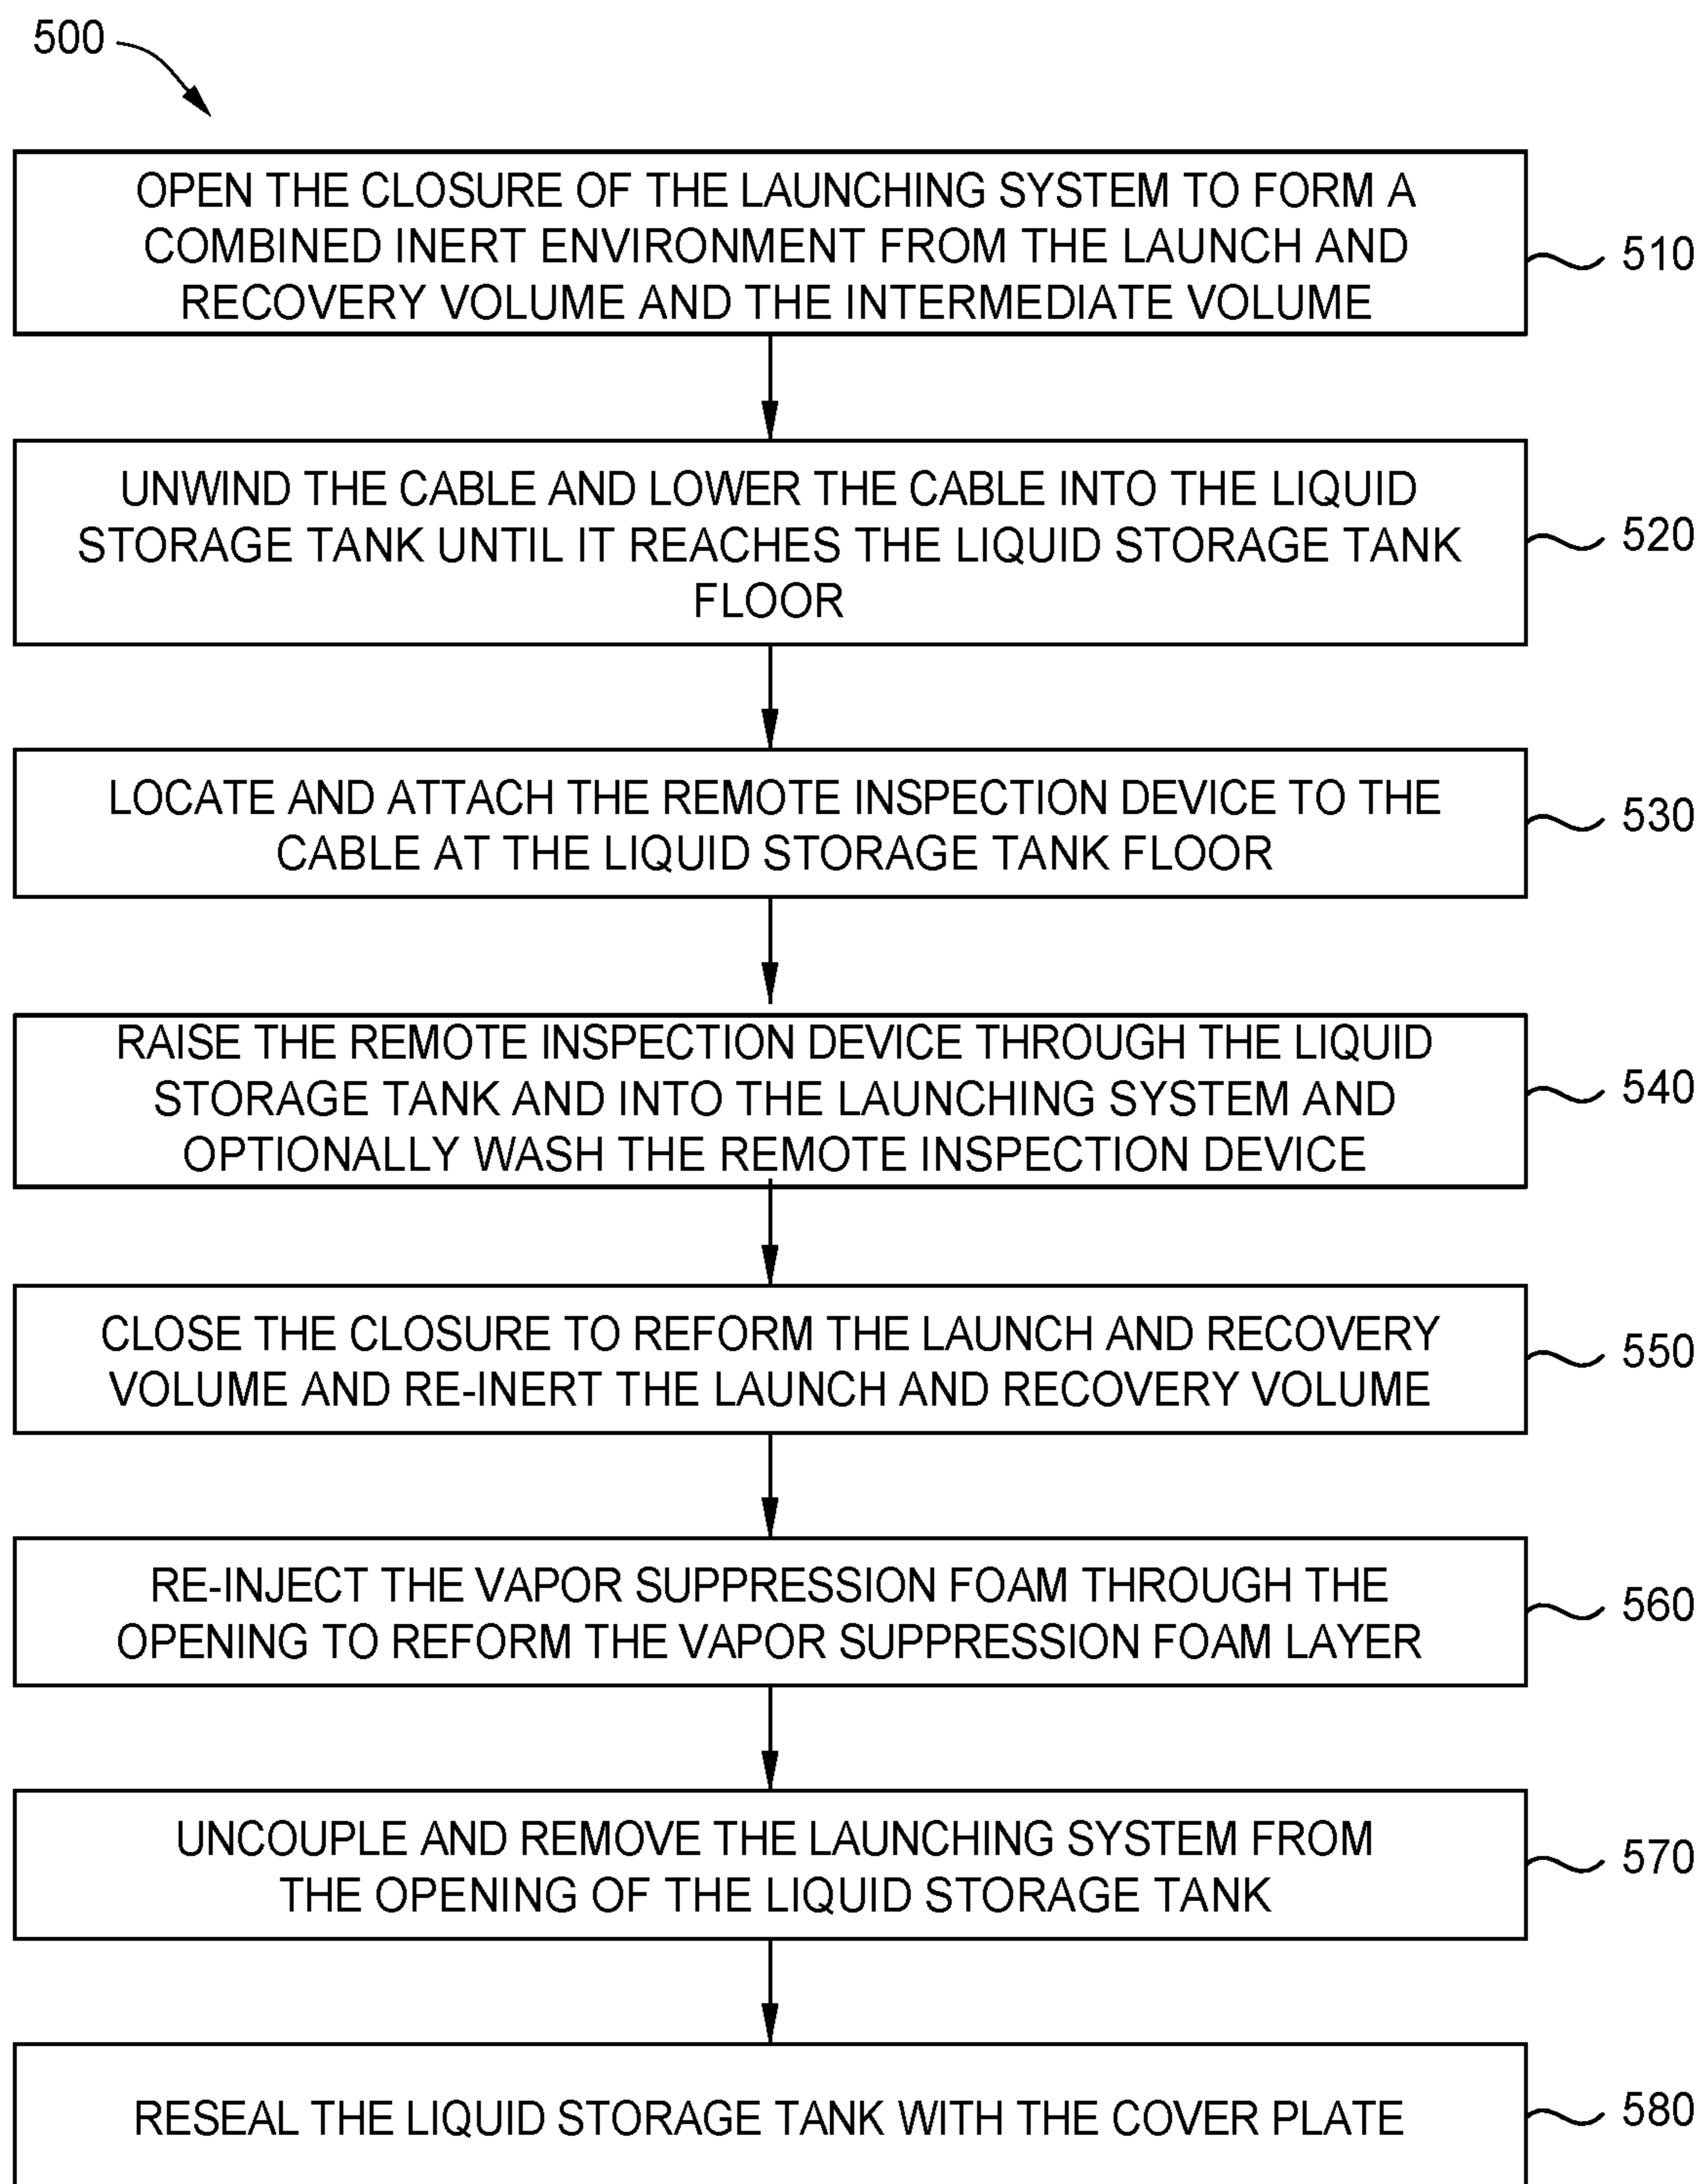 500
OPEN THE CLOSURE OF THE LAUNCHING SYSTEM TO FORM A
COMBINED INERT ENVIRONMENT FROM THE LAUNCH AND
RECOVERY VOLUME AND THE INTERMEDIATE VOLUME
510
UNWIND THE CABLE AND LOWER THE CABLE INTO THE LIQUID
STORAGE TANK UNTIL IT REACHES THE LIQUID STORAGE TANK
FLOOR
520
LOCATE AND ATTACH THE REMOTE INSPECTION DEVICE TO THE
CABLE AT THE LIQUID STORAGE TANK FLOOR
530
RAISE THE REMOTE INSPECTION DEVICE THROUGH THE LIQUID
STORAGE TANK AND INTO THE LAUNCHING SYSTEM AND
OPTIONALLY WASH THE REMOTE INSPECTION DEVICE
540
CLOSE THE CLOSURE TO REFORM THE LAUNCH AND RECOVERY
VOLUME AND RE-INERT THE LAUNCH AND RECOVERY VOLUME
550
RE-INJECT THE VAPOR SUPPRESSION FOAM THROUGH THE
OPENING TO REFORM THE VAPOR SUPPRESSION FOAM LAYER
560
UNCOUPLE AND REMOVE THE LAUNCHING SYSTEM FROM
THE OPENING OF THE LIQUID STORAGE TANK
570
RESEAL THE LIQUID STORAGE TANK WITH THE COVER PLATE
580